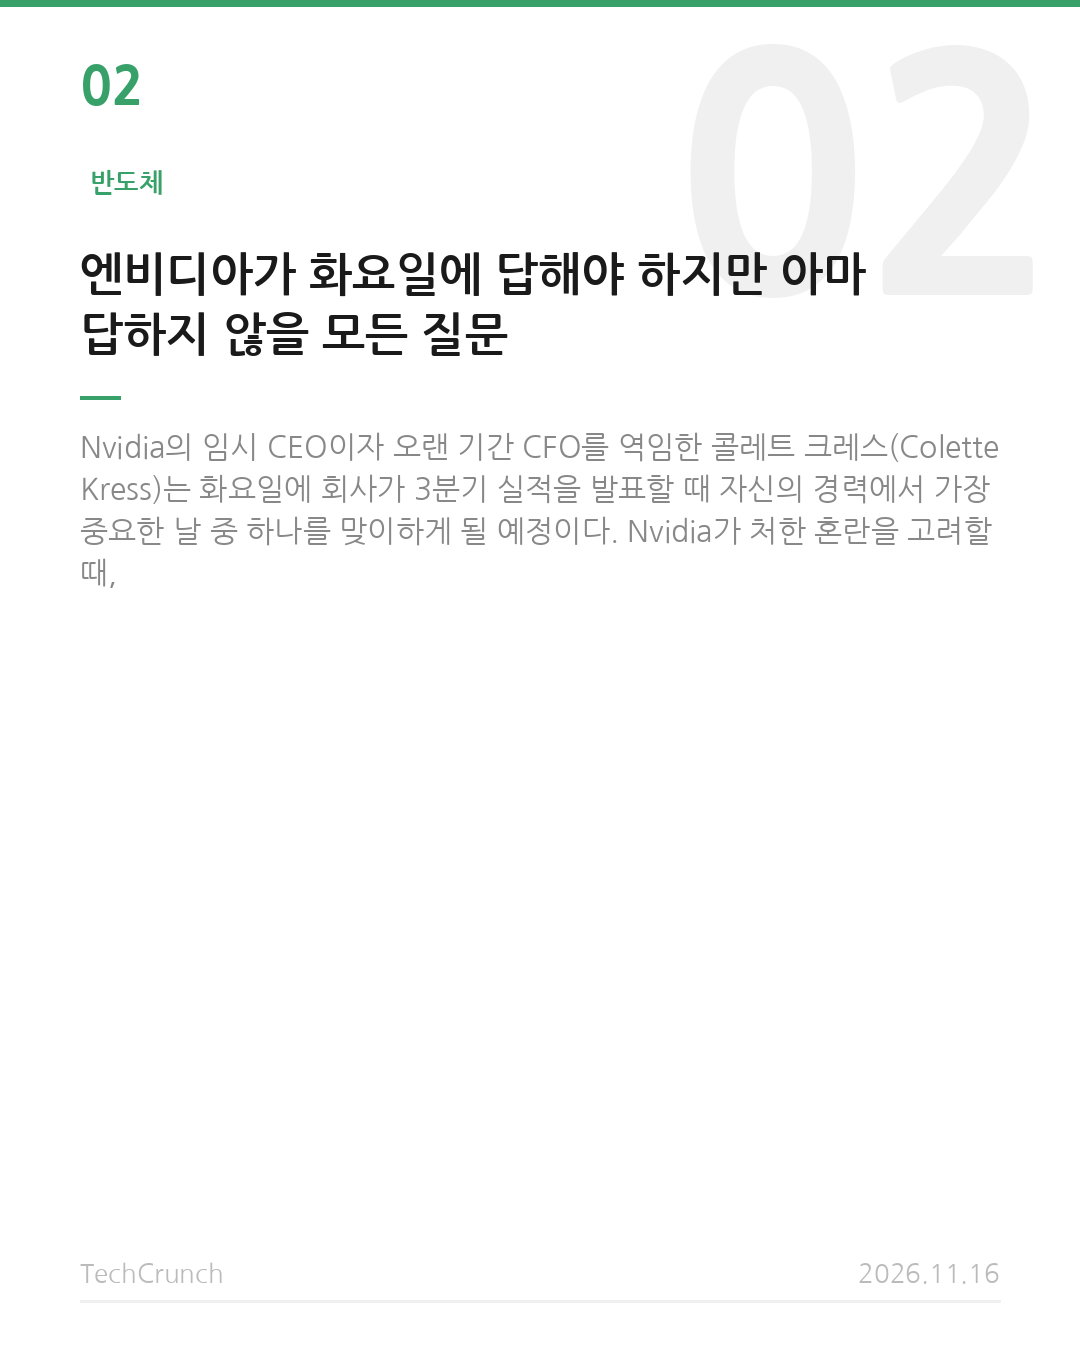 02
02
반도체
엔비디아가 화요일에 답해야 하지만 아마
답하지 않을 모든 질문
Nvidia의 임시 CEO이자 오랜 기간 CFO를 역임한 콜레트 크레스(Colette
Kress)는 화요일에 회사가 3분기 실적을 발표할 때 자신의 경력에서 가장
중요한 날 중 하나를 맞이하게 될 예정이다. Nvidia가 처한 혼란을 고려할
때,
TechCrunch
2026.11.16